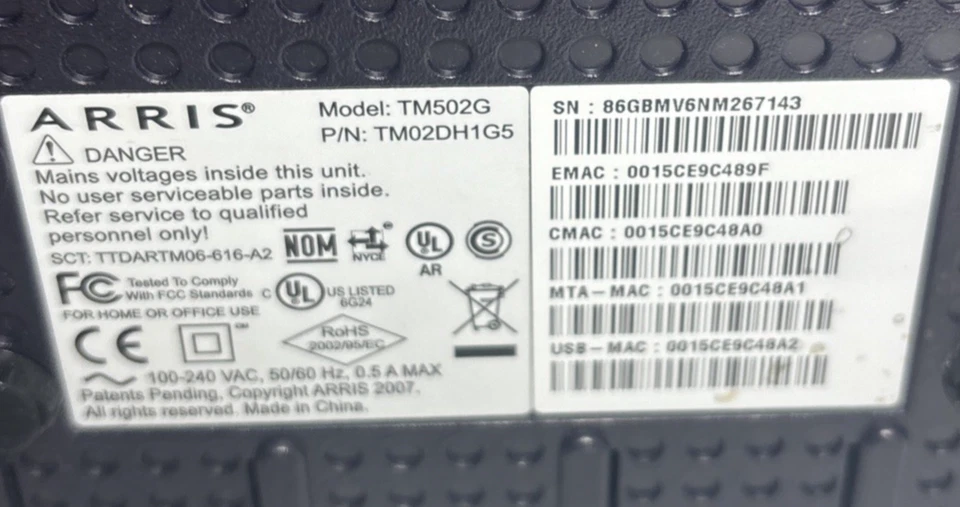 ARRIS®
Model: TM502G
P/N: TM02DH1G5
DANGER
Mains voltages inside this unit.
No user serviceable parts inside.
Refer service to qualified
personnel only!
SCT: TTDARTM06-616-A2
NOM
NYCE
UL
AR
S
FC
Tested To Comply
With FCC Standards
FOR HOME OR OFFICE USE
C UL US LISTED
6G24
CE
RoHS
2002/95/EC
100-240 VAC, 50/60 Hz, 0.5 A MAX
Patents Pending, Copyright ARRIS 2007.
All rights reserved. Made in China.
SN : 86GBMV6NM267143
EMAC : 0015CE9C489F
CMAC : 0015CE9C48A0
MTA-MAC : 0015CE9C48A1
USB-MAC : 0015CE9C48A2